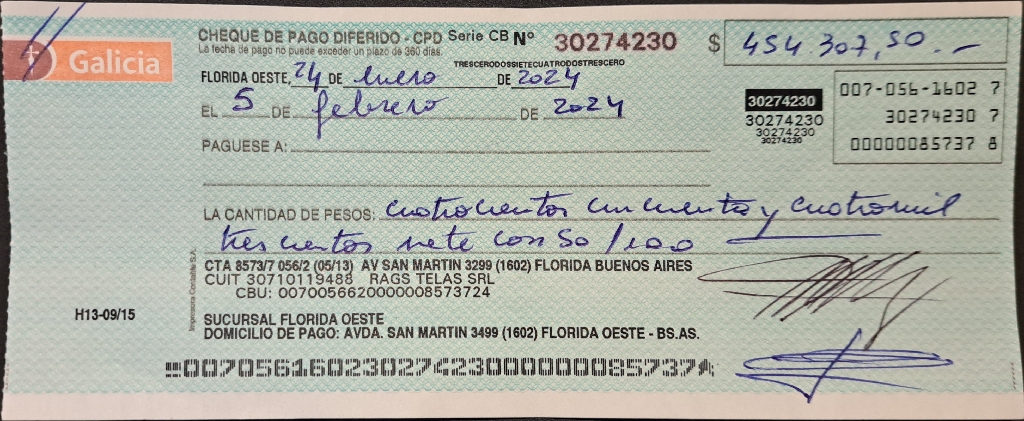 Galicia
CHEQUE DE PAGO DIFERIDO - CPD Serie CB Nº 30274230 $ 454 307,50.-
La fecha de pago no puede exceder un plazo de 360 días.
TRESCERODOSSIETECUATRODOSTRESCERO
FLORIDA OESTE, 24 DE enero DE 2024
EL 5 DE febrero DE 2024
30274230
30274230
30274230
30274230
007-056-1602 7
30274230 7
00000085737 8
PAGUESE A:
LA CANTIDAD DE PESOS: cuatrocientos cincuenta y cuatromil
trescientos siete con 50/100
CTA 8573/7 056/2 (05/13) AV SAN MARTIN 3299 (1602) FLORIDA BUENOS AIRES
CUIT 30710119488 RAGS TELAS SRL
CBU: 0070056620000008573724
Impresora Contable S.A.
H13-09/15
SUCURSAL FLORIDA OESTE
DOMICILIO DE PAGO: AVDA. SAN MARTIN 3499 (1602) FLORIDA OESTE - BS.AS.
00705616023027423000000085737